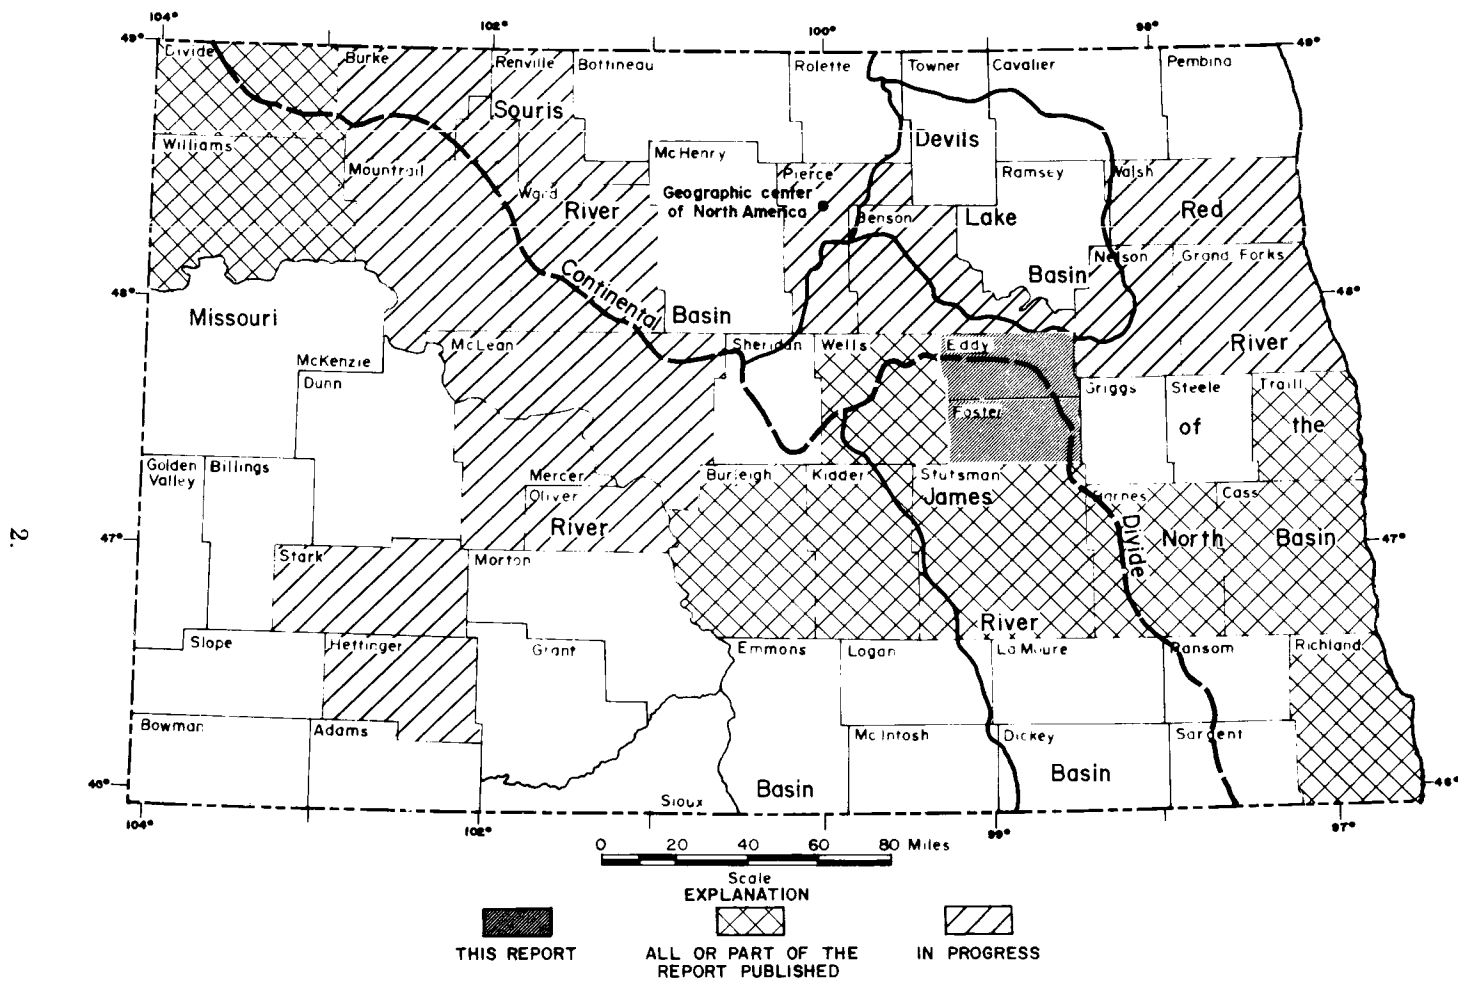 104°
102°
100°
98°
49°
49°
Divide
Burke
Renville
Bottineau
Rolette
Towner
Cavalier
Pembina
Souris
Devils
Williams
McHenry
Mountrail
Pierce
Ramsey
Walsh
Ward
River
Geographic center
of North America
Benson
Lake
Red
Continental
Basin
Nelson
Grand Forks
48°
48°
Missouri
Basin
McLean
Sheridan
Wells
Eddy
River
McKenzie
Dunn
Foster
Griggs
Steele
Traill
of
the
Golden
Valley
Billings
Mercer
Oliver
Burleigh
Kidder
Stutsman
James
Barnes
Cass
2.
47°
River
Divide
North
Basin
47°
Stark
Morton
River
Slope
Hettinger
Grant
Emmons
Logan
La Moure
Ransom
Richland
Bowman
Adams
McIntosh
Dickey
Sargent
46°
Sioux
Basin
Basin
46°
104°
102°
99°
97°
0 20 40 60 80 Miles
Scale
EXPLANATION
THIS REPORT
ALL OR PART OF THE
REPORT PUBLISHED
IN PROGRESS